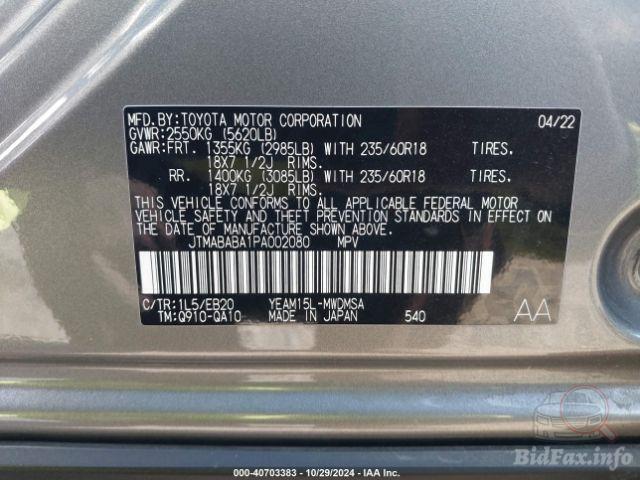 MFD. BY: TOYOTA MOTOR CORPORATION 04/22
GVWR: 2550KG (5620LB)
GAWR: FRT. 1355KG (2985LB) WITH 235/60R18 TIRES.
18X7 1/2J RIMS.
RR. 1400KG (3085LB) WITH 235/60R18 TIRES.
18X7 1/2J RIMS.
THIS VEHICLE CONFORMS TO ALL APPLICABLE FEDERAL MOTOR
VEHICLE SAFETY AND THEFT PREVENTION STANDARDS IN EFFECT ON
THE DATE OF MANUFACTURE SHOWN ABOVE.
JTMABABA1PA002080 MPV
C/TR: 1L5/EB20 YEAM15L-MWDMSA
TM: Q910-QA10 MADE IN JAPAN 540 AA
BidFax.info
000-40703383 - 10/29/2024 - IAA Inc.